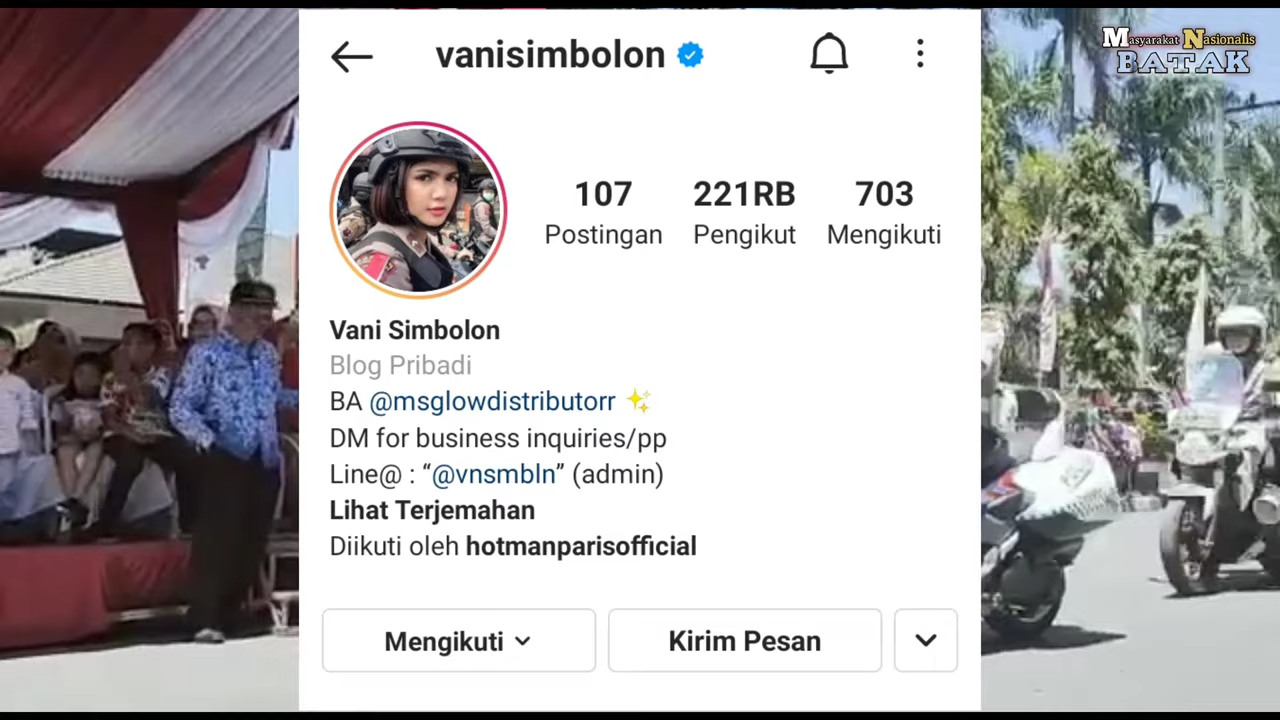 Masyarakat Nasionalis
BATAK
vanisimbolon
107
221RB
703
Postingan
Pengikut
Mengikuti
Vani Simbolon
Blog Pribadi
BA @msglowdistributorr ✨
DM for business inquiries/pp
Line@ : “@vnsmbln” (admin)
Lihat Terjemahan
Diikuti oleh hotmanparisofficial
Mengikuti
Kirim Pesan